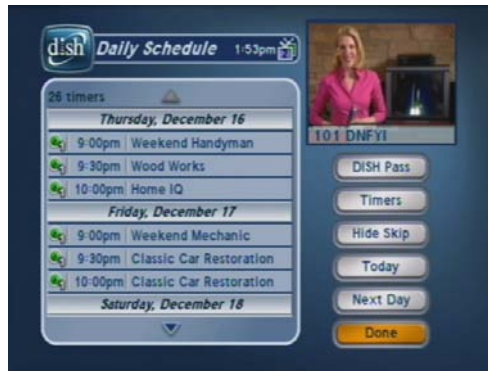 dish Daily Schedule 1:53pm
26 timers
Thursday, December 16
9:00pm Weekend Handyman
9:30pm Wood Works
10:00pm Home IQ
Friday, December 17
9:00pm Weekend Mechanic
9:30pm Classic Car Restoration
10:00pm Classic Car Restoration
Saturday, December 18
101 DNFYI
DISH Pass
Timers
Hide Skip
Today
Next Day
Done